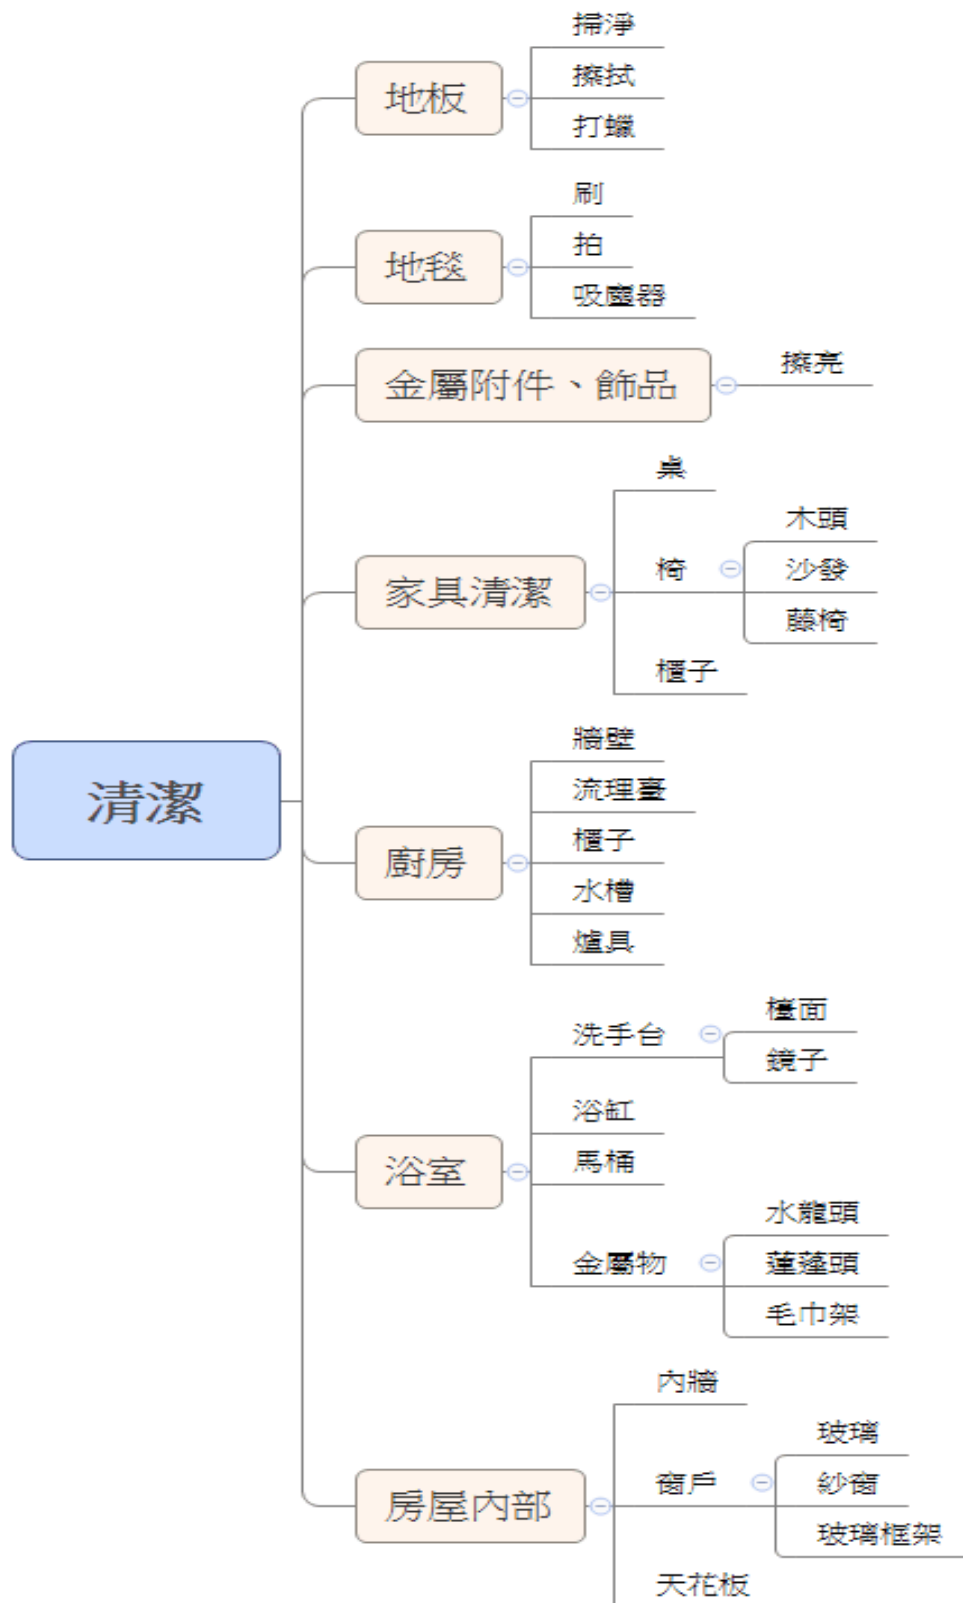 清潔
地板
掃淨
擦拭
打蠟
地毯
刷
拍
吸塵器
金屬附件、飾品
擦亮
家具清潔
桌
椅
木頭
沙發
藤椅
櫃子
廚房
牆壁
流理臺
櫃子
水槽
爐具
浴室
洗手台
檯面
鏡子
浴缸
馬桶
金屬物
水龍頭
蓮蓬頭
毛巾架
房屋內部
內牆
窗戶
玻璃
紗窗
玻璃框架
天花板